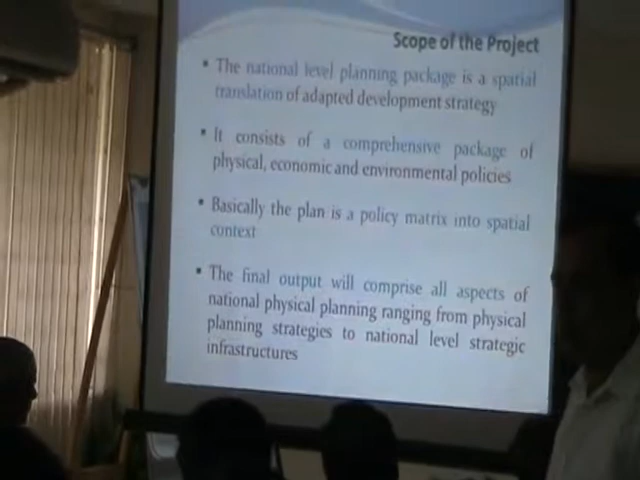 Scope of the Project
▪ The national level planning package is a spatial
translation of adapted development strategy
▪ It consists of a comprehensive package of
physical, economic and environmental policies
▪ Basically the plan is a policy matrix into spatial
context
▪ The final output will comprise all aspects of
national physical planning ranging from physical
planning strategies to national level strategic
infrastructures